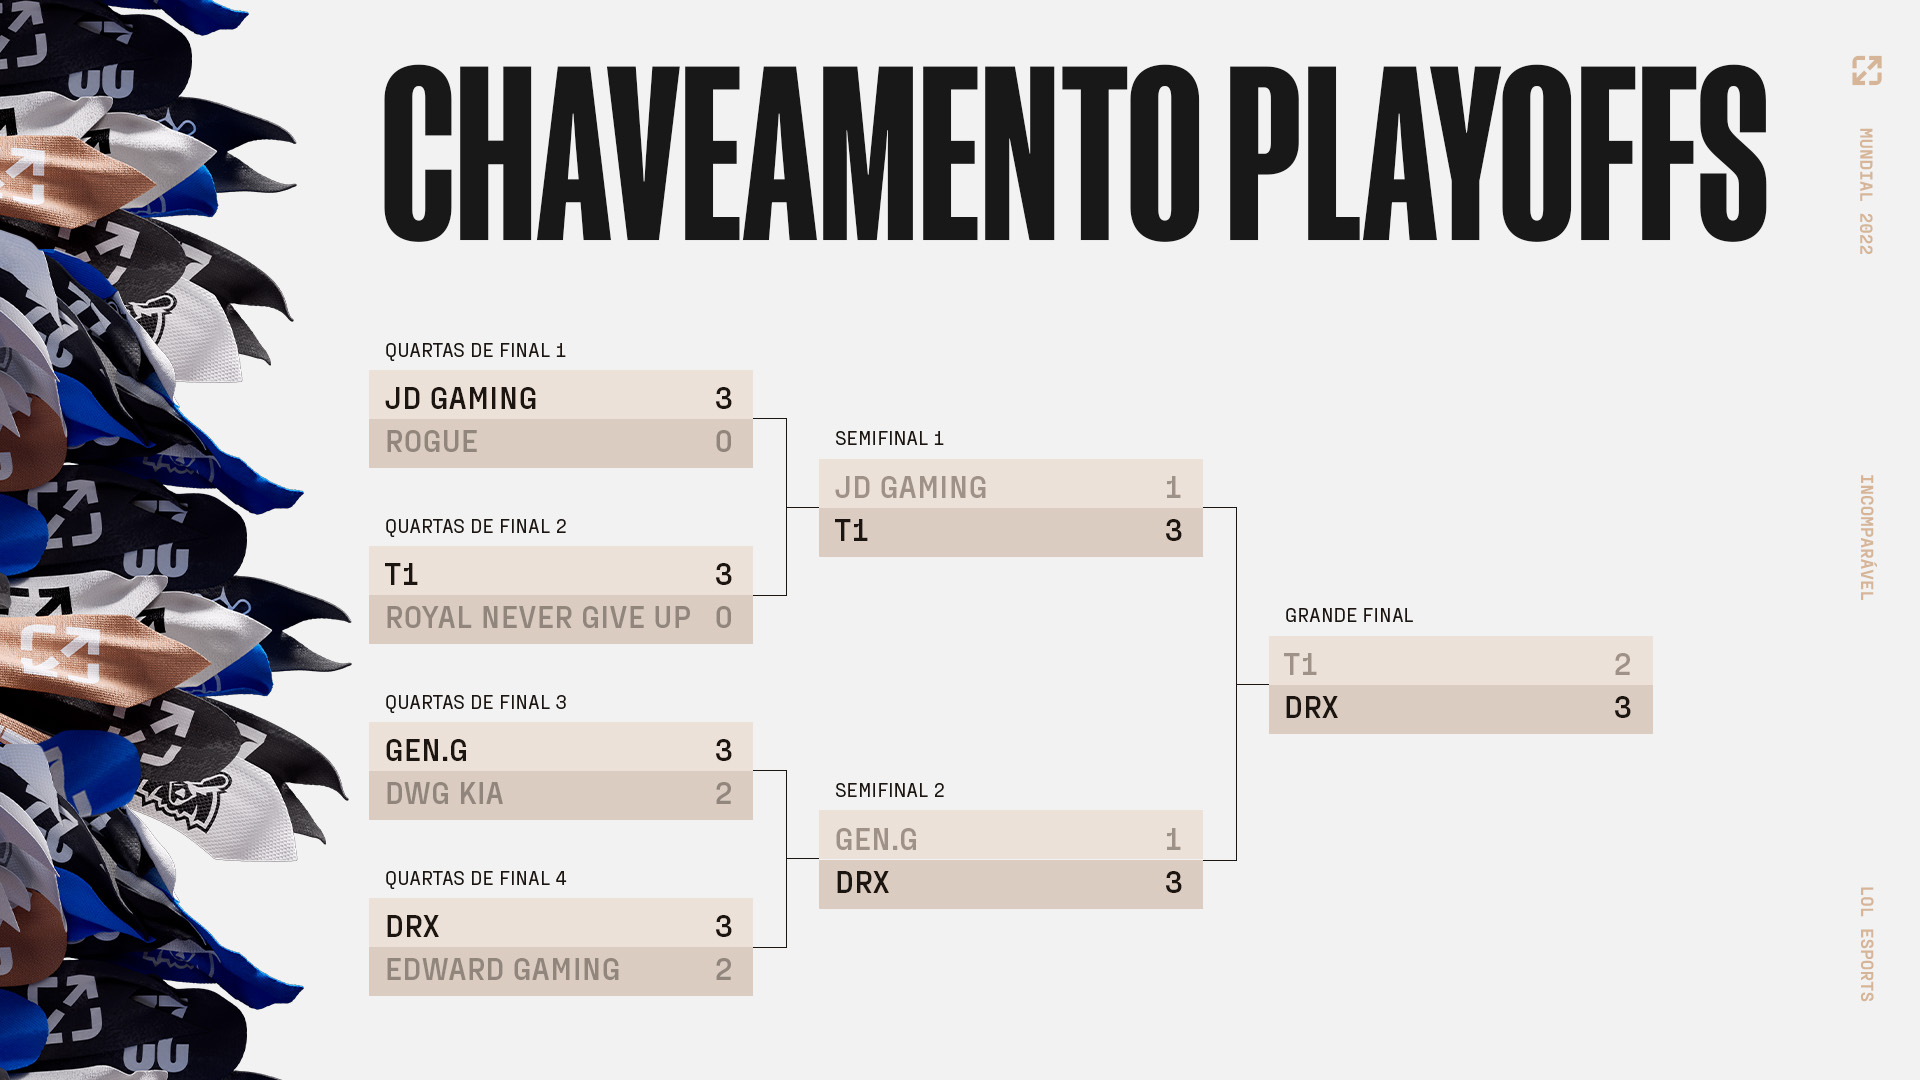 CHAVEAMENTO PLAYOFFS
MUNDIAL 2022
INCOMPARÁVEL
LOL ESPORTS
QUARTAS DE FINAL 1
JD GAMING 3
ROGUE 0
QUARTAS DE FINAL 2
T1 3
ROYAL NEVER GIVE UP 0
QUARTAS DE FINAL 3
GEN.G 3
DWG KIA 2
QUARTAS DE FINAL 4
DRX 3
EDWARD GAMING 2
SEMIFINAL 1
JD GAMING 1
T1 3
SEMIFINAL 2
GEN.G 1
DRX 3
GRANDE FINAL
T1 2
DRX 3